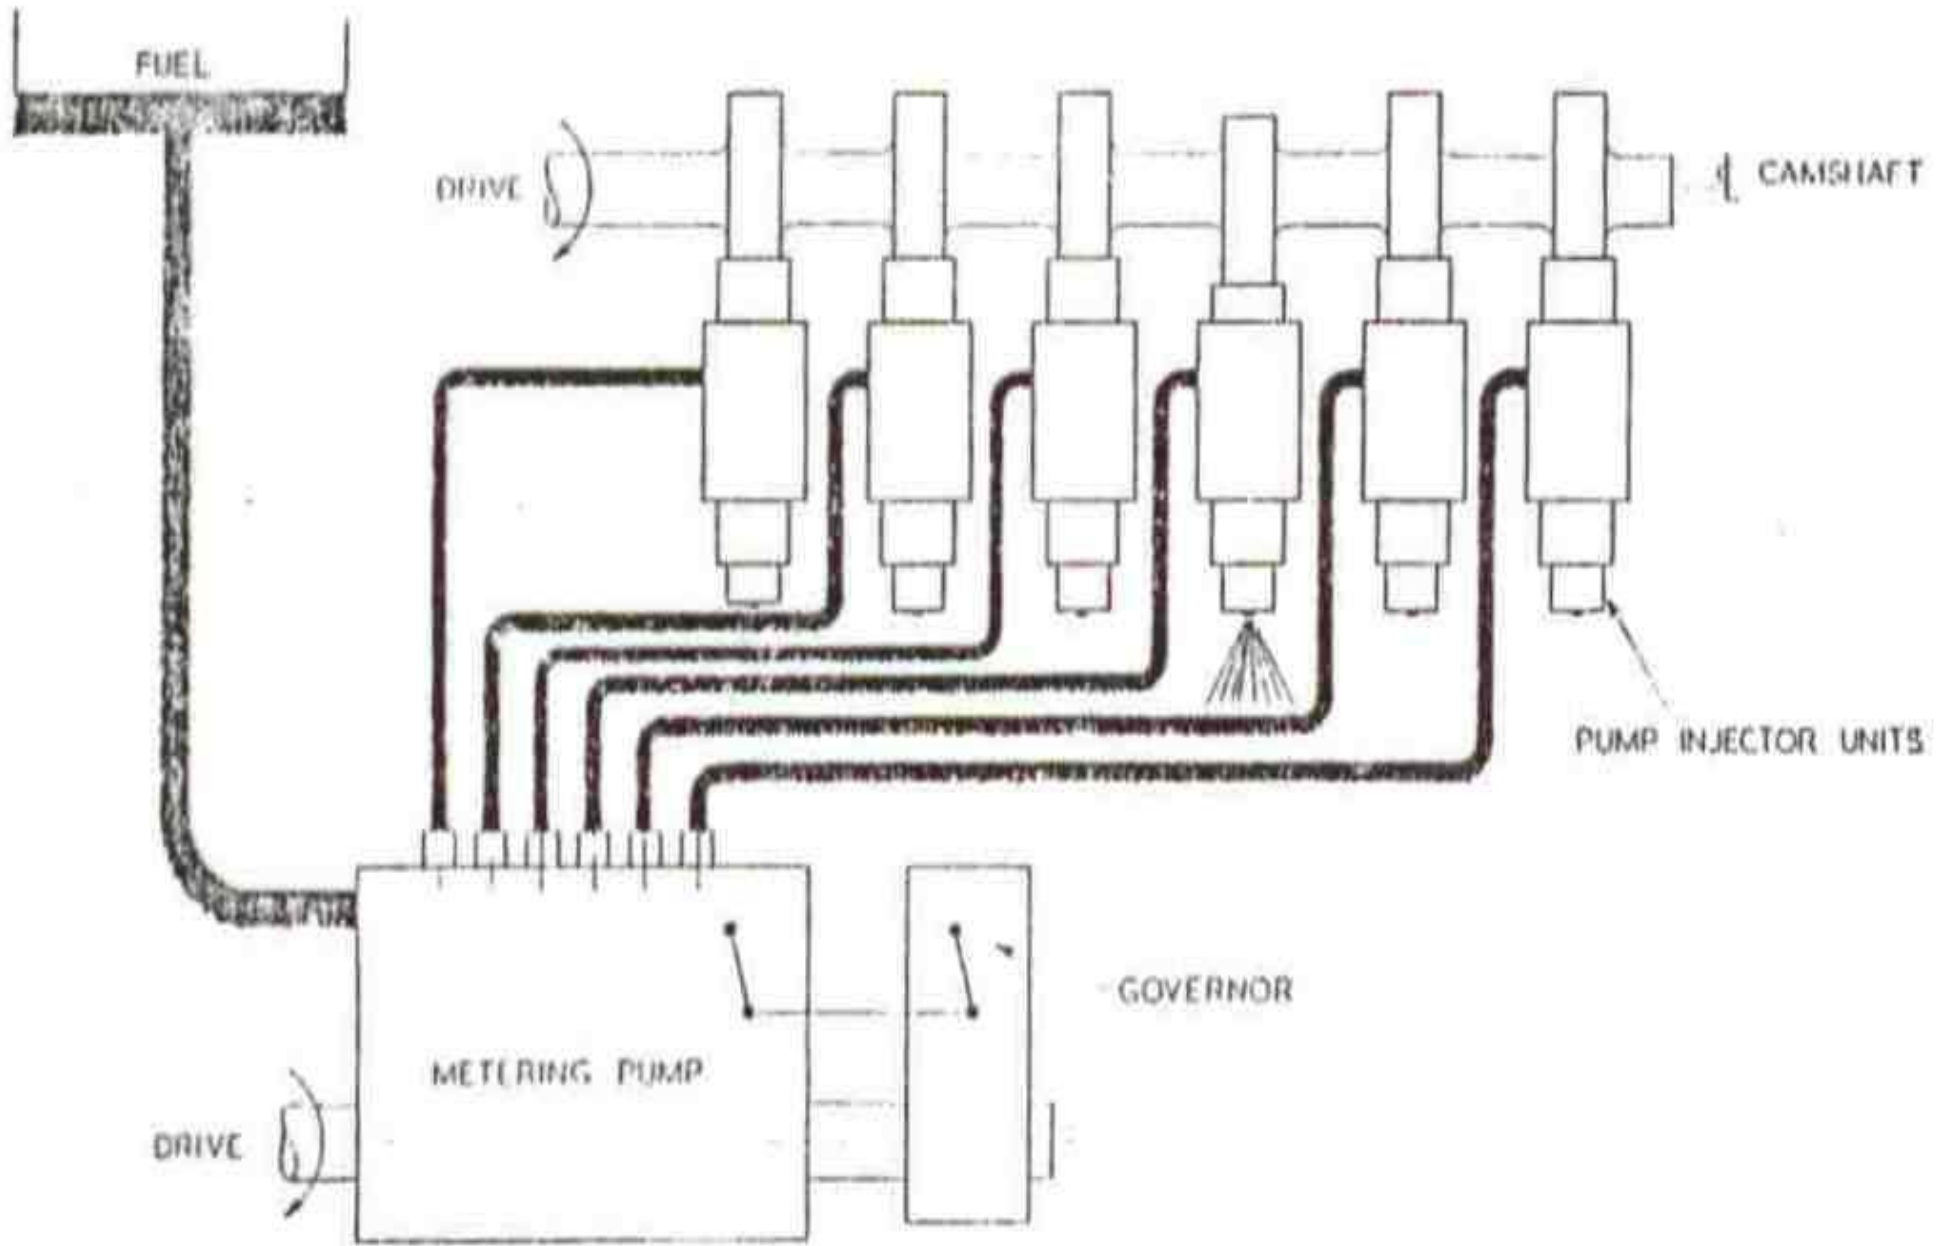 FUEL
DRIVE
CAMSHAFT
PUMP INJECTOR UNITS
GOVERNOR
METERING PUMP
DRIVE